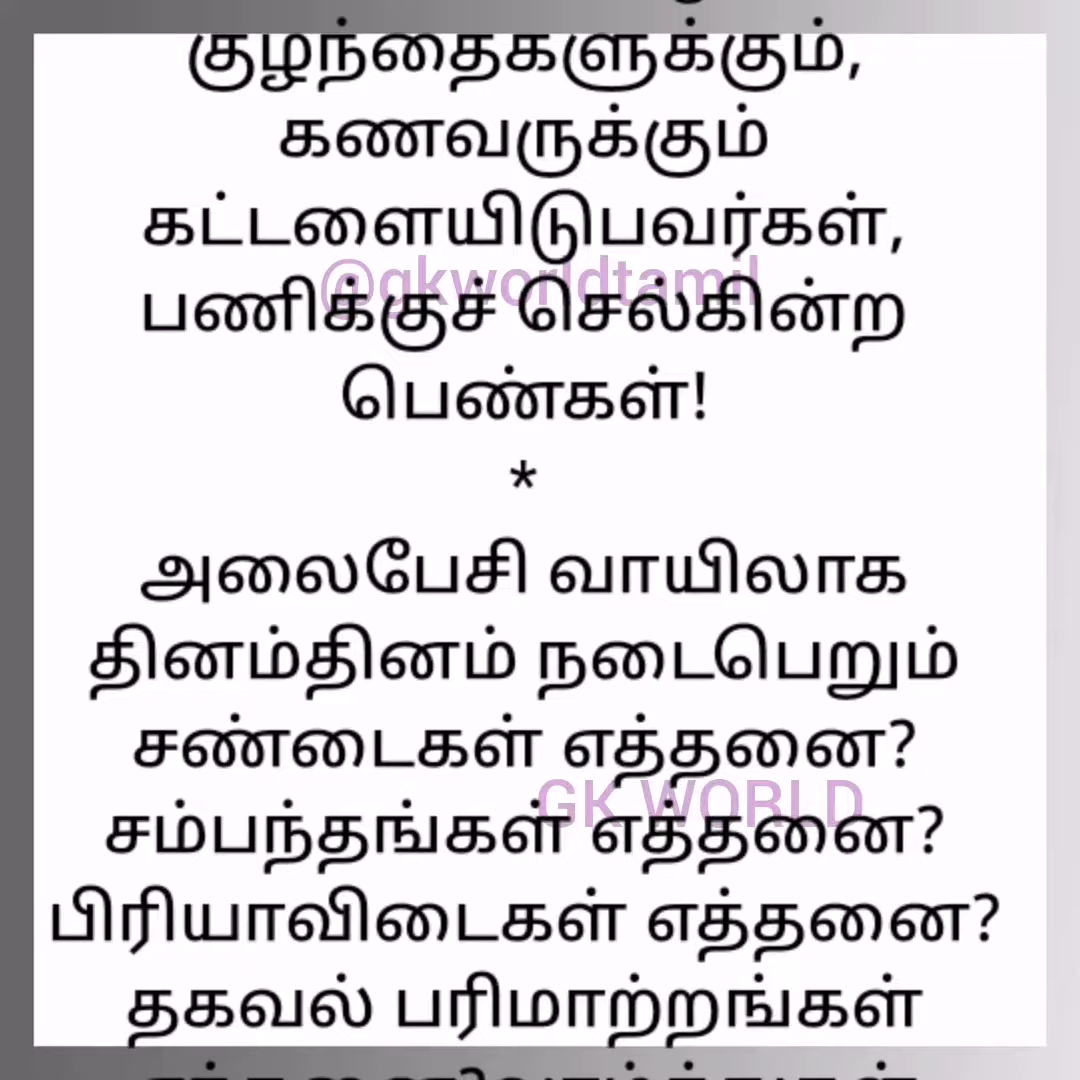 குழந்தைகளுக்கும்,
கணவருக்கும்
கட்டளையிடுபவர்கள்,
@gkworldtamil
பணிக்குச் செல்கின்ற
பெண்கள்!
*
அலைபேசி வாயிலாக
தினம்தினம் நடைபெறும்
சண்டைகள் எத்தனை?
GK WORLD
சம்பந்தங்கள் எத்தனை?
பிரியாவிடைகள் எத்தனை?
தகவல் பரிமாற்றங்கள்